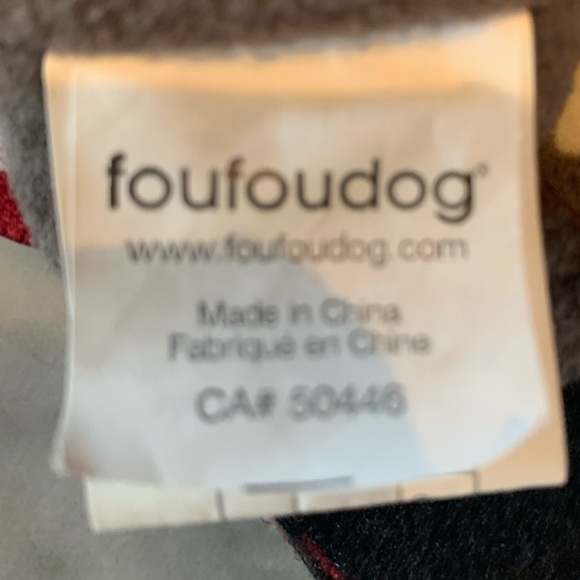 foufoudog®
www.foufoudog.com
Made in China
Fabriqué en Chine
CA# 50446